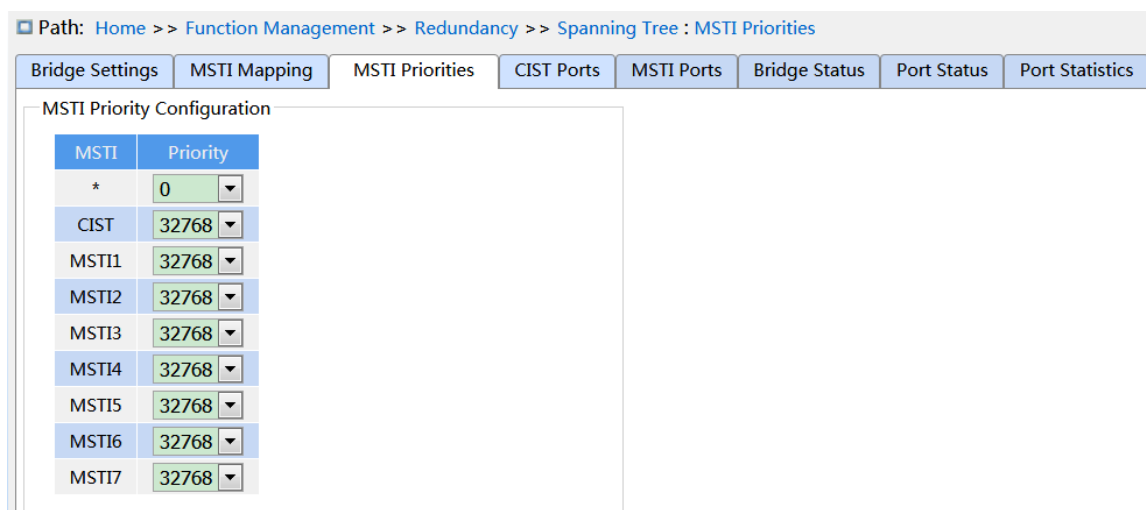 Path: Home >> Function Management >> Redundancy >> Spanning Tree : MSTI Priorities
Bridge Settings MSTI Mapping MSTI Priorities CIST Ports MSTI Ports Bridge Status Port Status Port Statistics
MSTI Priority Configuration
MSTI Priority
* 0
CIST 32768
MSTI1 32768
MSTI2 32768
MSTI3 32768
MSTI4 32768
MSTI5 32768
MSTI6 32768
MSTI7 32768